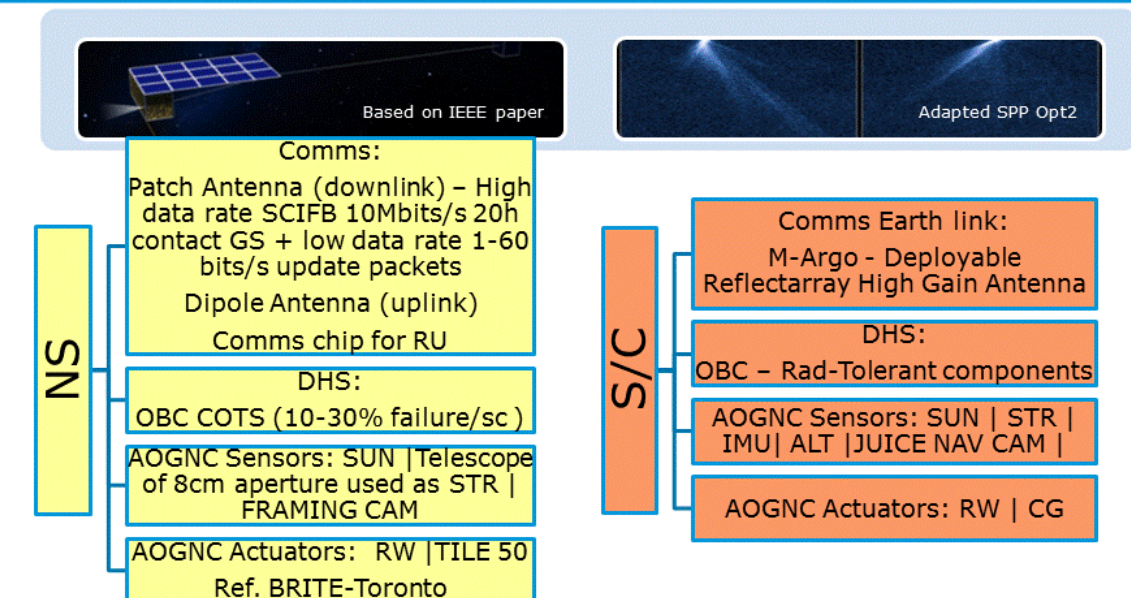 Based on IEEE paper
Adapted SPP Opt2
NS
Comms:
Patch Antenna (downlink) – High
data rate SCIFB 10Mbits/s 20h
contact GS + low data rate 1-60
bits/s update packets
Dipole Antenna (uplink)
Comms chip for RU
DHS:
OBC COTS (10-30% failure/sc )
AOGNC Sensors: SUN |Telescope
of 8cm aperture used as STR |
FRAMING CAM
AOGNC Actuators:  RW |TILE 50
Ref. BRITE-Toronto
S/C
Comms Earth link:
M-Argo - Deployable
Reflectarray High Gain Antenna
DHS:
OBC – Rad-Tolerant components
AOGNC Sensors: SUN | STR |
IMU| ALT |JUICE NAV CAM |
AOGNC Actuators: RW | CG